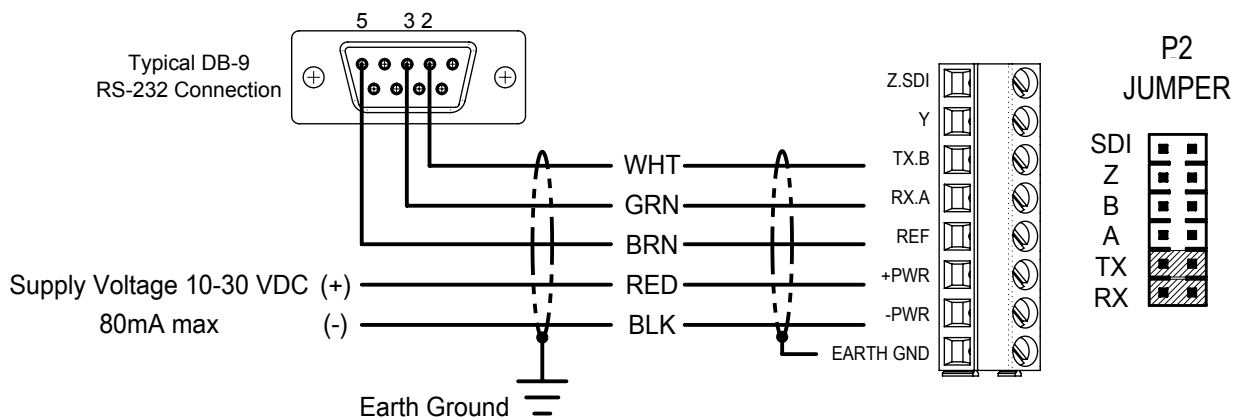 5 3 2
Typical DB-9
RS-232 Connection
Supply Voltage 10-30 VDC (+)
80mA max (-)
WHT
GRN
BRN
RED
BLK
Earth Ground
Z.SDI
Y
TX.B
RX.A
REF
+PWR
-PWR
EARTH GND
P2
JUMPER
SDI
Z
B
A
TX
RX